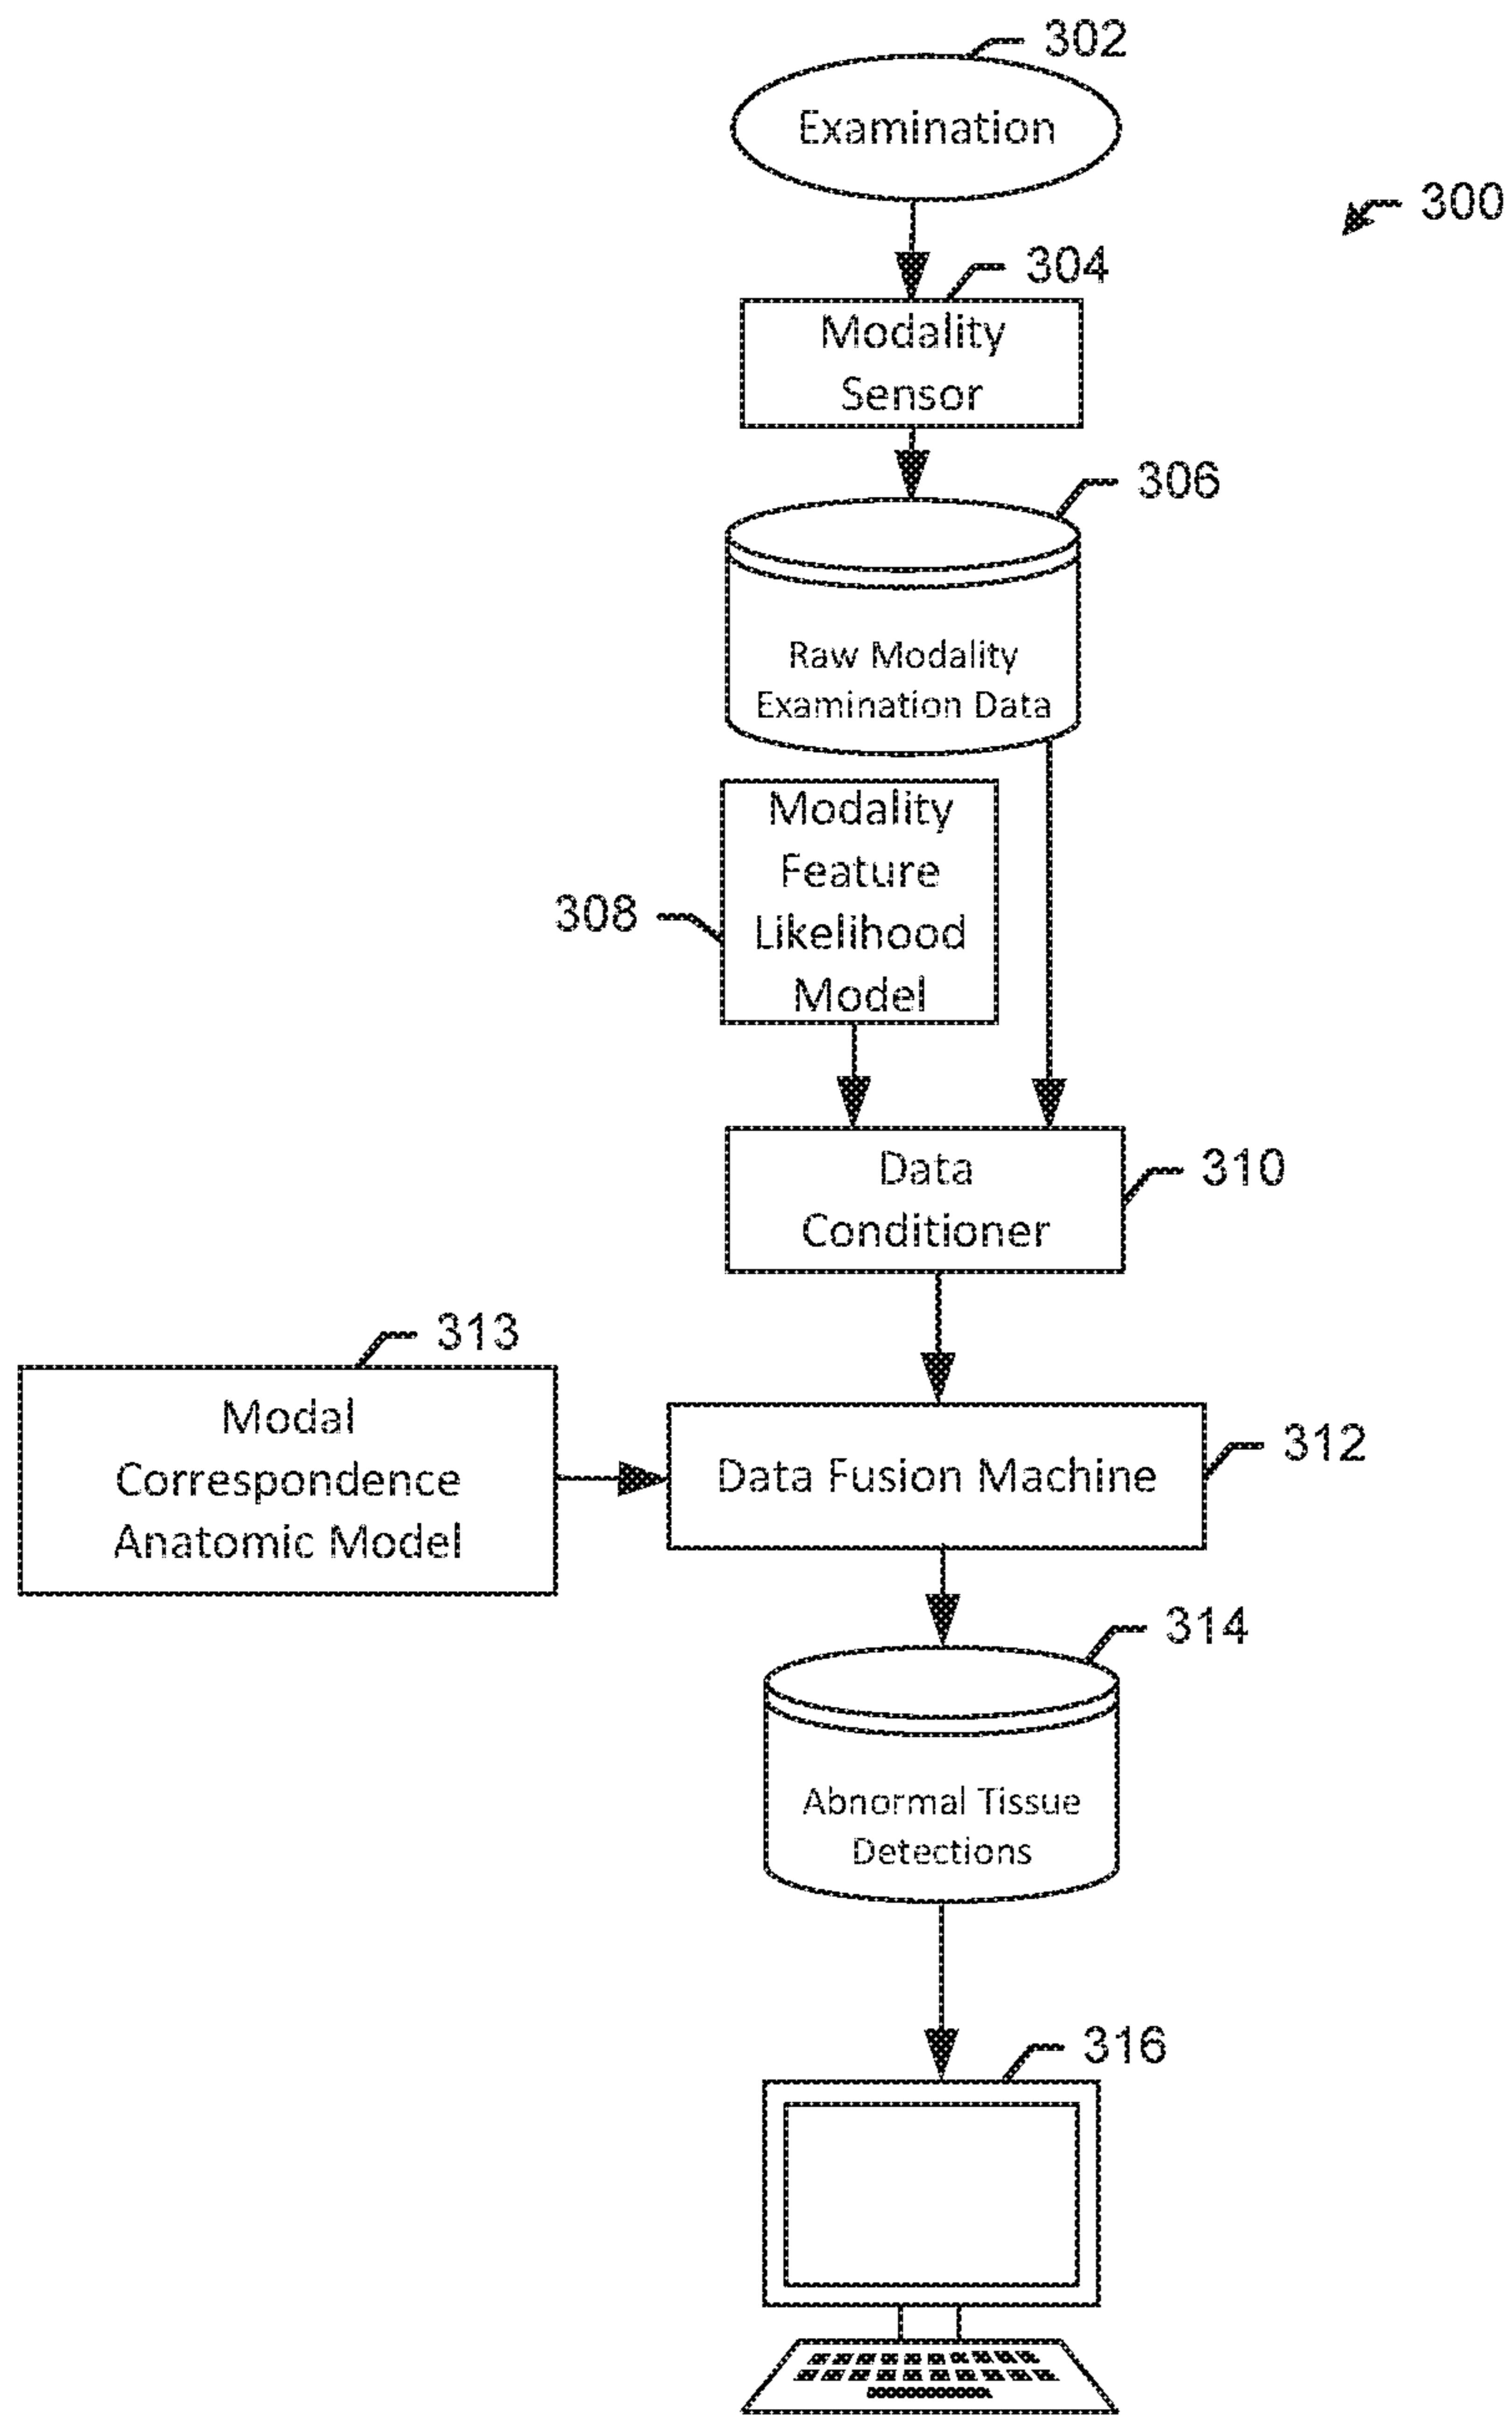 302
Examination
300
304
Modality
Sensor
306
Raw Modality
Examination Data
Modality
Feature
308
Likelihood
Model
Data
310
Conditioner
313
Modal
Correspondence
Anatomic Model
312
Data Fusion Machine
314
Abnormal Tissue
Detections
316